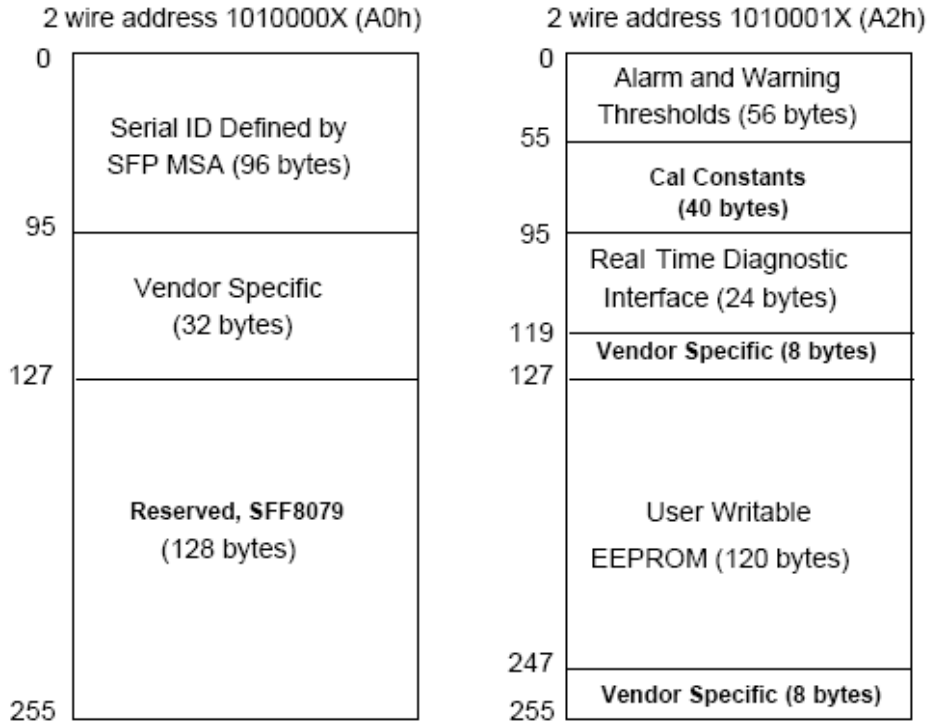 2 wire address 1010000X (A0h)
0
Serial ID Defined by
SFP MSA (96 bytes)
95
Vendor Specific
(32 bytes)
127
Reserved, SFF8079
(128 bytes)
255
2 wire address 1010001X (A2h)
0
Alarm and Warning
Thresholds (56 bytes)
55
Cal Constants
(40 bytes)
95
Real Time Diagnostic
Interface (24 bytes)
119
Vendor Specific (8 bytes)
127
User Writable
EEPROM (120 bytes)
247
Vendor Specific (8 bytes)
255